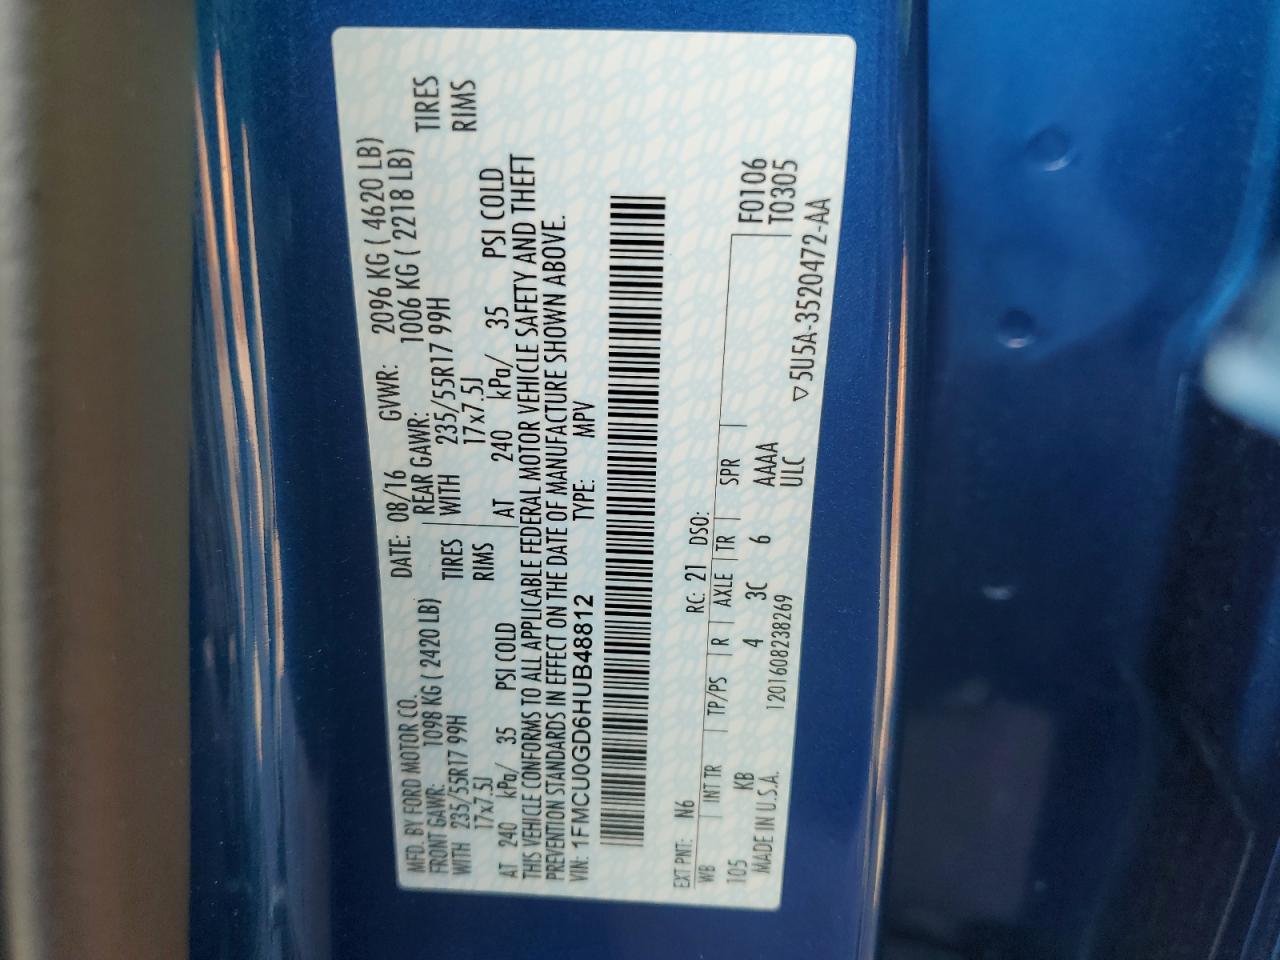 MFD. BY FORD MOTOR CO.
DATE: 08/16 GVWR: 2096 KG ( 4620 LB)
FRONT GAWR: 1098 KG ( 2420 LB)
REAR GAWR: 1006 KG ( 2218 LB)
WITH 235/55R17 99H TIRES
WITH 235/55R17 99H TIRES
17x7.5J RIMS
17x7.5J RIMS
AT 240 kPa/ 35 PSI COLD
AT 240 kPa/ 35 PSI COLD
THIS VEHICLE CONFORMS TO ALL APPLICABLE FEDERAL MOTOR VEHICLE SAFETY AND THEFT
PREVENTION STANDARDS IN EFFECT ON THE DATE OF MANUFACTURE SHOWN ABOVE.
VIN: 1FMCU0GD6HUB48812 TYPE: MPV
EXT PNT: N6 RC: 21 DSO:
WB INT TR TP/PS R AXLE TR SPR
F0106
105 KB 4 3C 6 AAAA
T0305
MADE IN U.S.A. 1201608238269 ULC
▽5U5A-3520472-AA